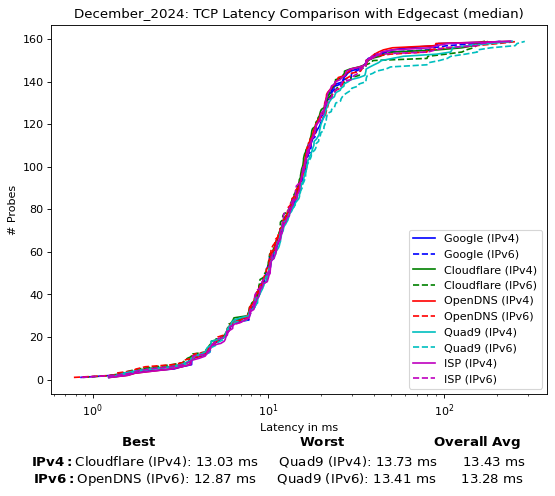 December_2024: TCP Latency Comparison with Edgecast (median)
160
140
120
100
80
60
40
20
0
# Probes
Google (IPv4)
Google (IPv6)
Cloudflare (IPv4)
Cloudflare (IPv6)
OpenDNS (IPv4)
OpenDNS (IPv6)
Quad9 (IPv4)
Quad9 (IPv6)
ISP (IPv4)
ISP (IPv6)
10⁰ 10¹ 10²
Latency in ms
Best Worst Overall Avg
IPv4: Cloudflare (IPv4): 13.03 ms Quad9 (IPv4): 13.73 ms 13.43 ms
IPv6: OpenDNS (IPv6): 12.87 ms Quad9 (IPv6): 13.41 ms 13.28 ms